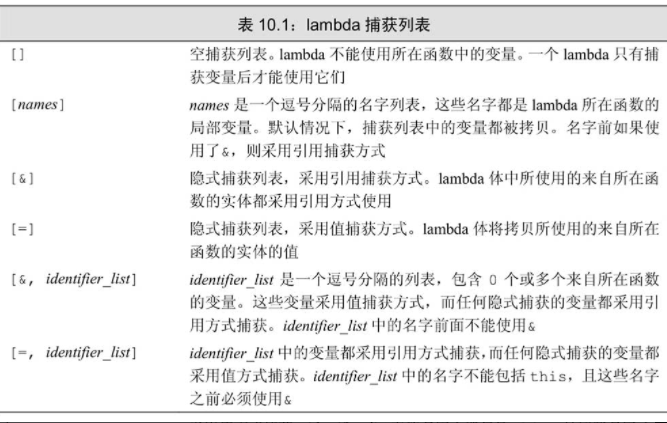 表 10.1：lambda 捕获列表
[] 空捕获列表。lambda 不能使用所在函数中的变量。一个 lambda 只有捕
获变量后才能使用它们
[names] names 是一个逗号分隔的名字列表，这些名字都是 lambda 所在函数的
局部变量。默认情况下，捕获列表中的变量都被拷贝。名字前如果使
用了&，则采用引用捕获方式
[&] 隐式捕获列表，采用引用捕获方式。lambda 体中所使用的来自所在函
数的实体都采用引用方式使用
[=] 隐式捕获列表，采用值捕获方式。lambda 体将拷贝所使用的来自所在
函数的实体的值
[&, identifier_list] identifier_list 是一个逗号分隔的列表，包含 0 个或多个来自所在函数
的变量。这些变量采用值捕获方式，而任何隐式捕获的变量都采用引
用方式捕获。identifier_list 中的名字前面不能使用&
[=, identifier_list] identifier_list 中的变量都采用引用方式捕获，而任何隐式捕获的变量都
采用值方式捕获。identifier_list 中的名字不能包括 this，且这些名字
之前必须使用&